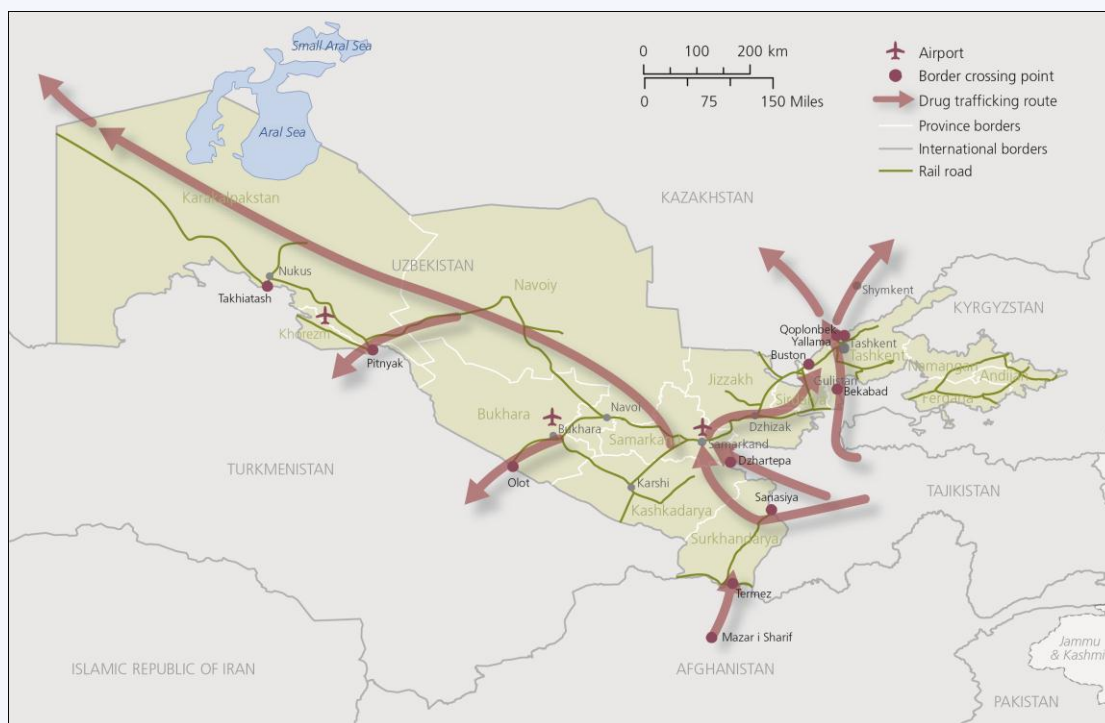 Small Aral Sea
Aral Sea
0 100 200 km
0 75 150 Miles
Airport
Border crossing point
Drug trafficking route
Province borders
International borders
Rail road
KAZAKHSTAN
Karakalpakstan
UZBEKISTAN
Nukus
Takhiatash
Navoiy
Shymkent
KYRGYZSTAN
Khorezm
Pitnyak
Qoplonbek
Yallama
Tashkent
Tashkent
Buston
Namangan
Andijan
Fergana
Jizzakh
Gulistan
Sirdarya
Bekabad
Bukhara
Navoi
Bukhara
Samarkand
Dzhizak
Samarkand
Dzhartepa
TURKMENISTAN
Olot
Karshi
Kashkadarya
Sanasiya
TAJIKISTAN
Surkhandarya
Termez
Mazar i Sharif
ISLAMIC REPUBLIC OF IRAN
AFGHANISTAN
Jammu
& Kashmir
PAKISTAN